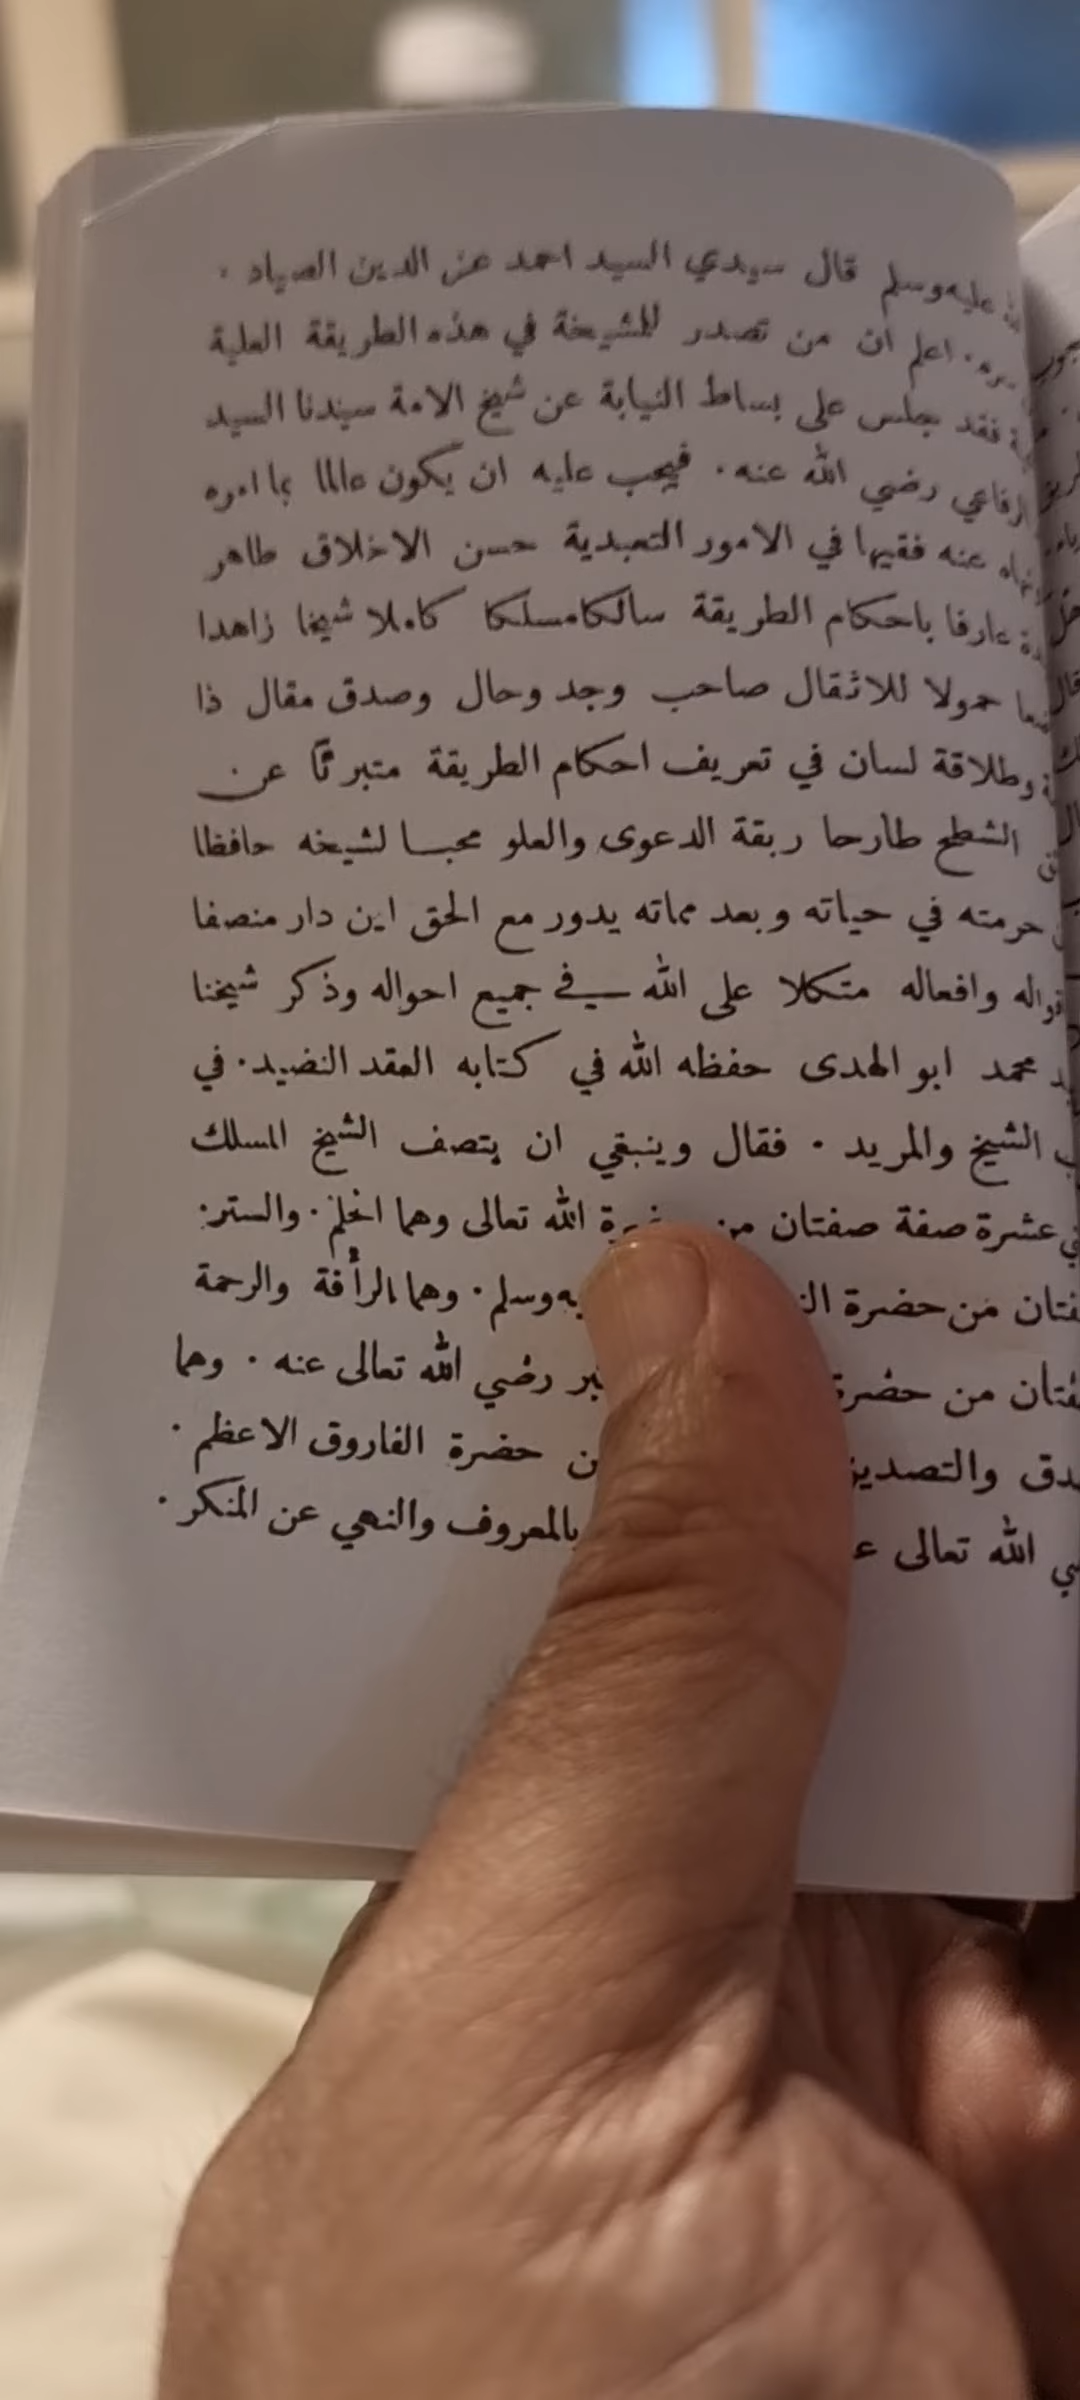 عليه وسلم قال سيدي السيد احمد عز الدين الصياد .
سره . اعلم ان من تصدر للمشيخة في هذه الطريقة العلية
فقد جلس على بساط النيابة عن شيخ الامة سيدنا السيد
الرفاعي رضي الله عنه . فيجب عليه ان يكون عالما بما امره
ونهاه عنه فقيها في الامور التعبدية حسن الاخلاق طاهر
عارفا باحكام الطريقة سالكا مسلكا كاملا شيخا زاهدا
حمولا للاثقال صاحب وجد وحال وصدق مقال ذا
وطلاقة لسان في تعريف احكام الطريقة متبرئا عن
الشطح طارحا ربقة الدعوى والعلو محبا لشيخه حافظا
حرمته في حياته وبعد مماته يدور مع الحق اين دار منصفا
وافعاله متكلا على الله في جميع احواله وذكر شيخنا
محمد ابو الهدى حفظه الله في كتابه العقد النضيد . في
الشيخ والمريد . فقال وينبغي ان يتصف الشيخ المسلك
عشرة صفة صفتان من حضرة الله تعالى وهما الحلم . والستر :
من حضرة وسلم . وهما الرأفة والرحمة
من حضرة رضي الله تعالى عنه . وهما
والتصديق حضرة الفاروق الاعظم .
الله تعالى بالمعروف والنهي عن المنكر .